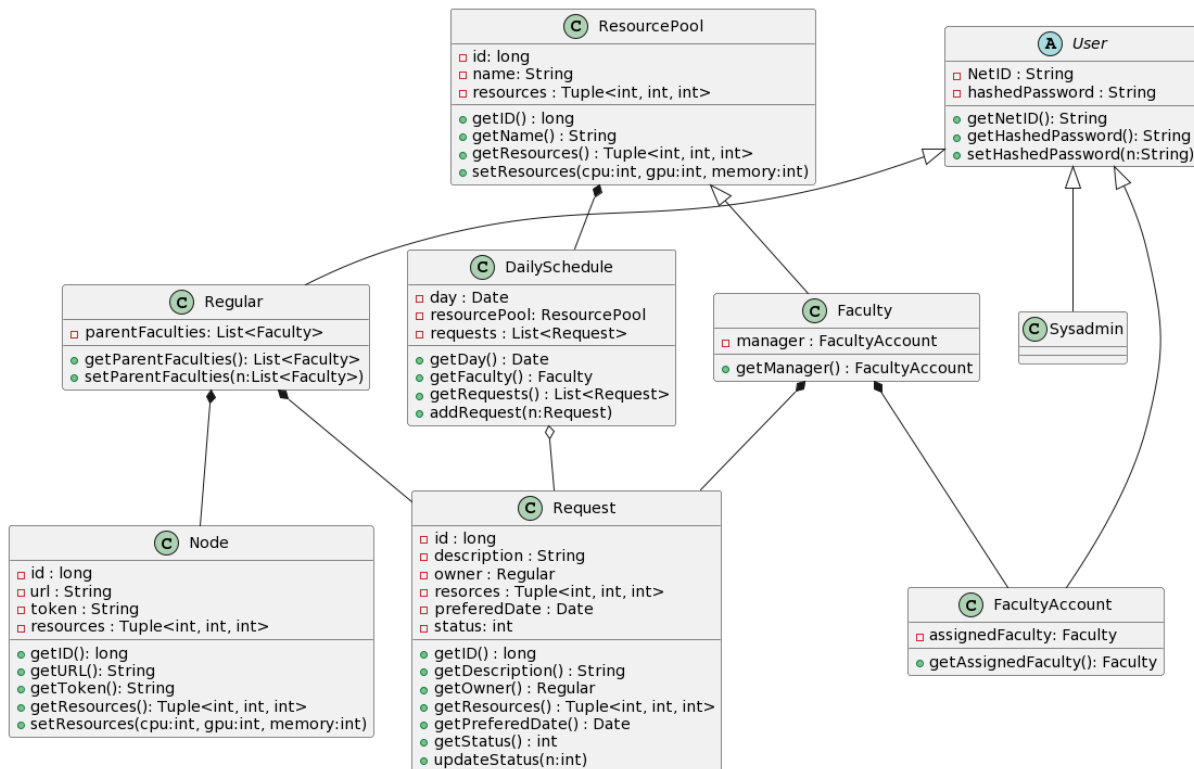 C ResourcePool
id: long
name: String
resources : Tuple<int, int, int>
getID() : long
getName() : String
getResources() : Tuple<int, int, int>
setResources(cpu:int, gpu:int, memory:int)
A User
NetID : String
hashedPassword : String
getNetID(): String
getHashedPassword(): String
setHashedPassword(n:String)
C Regular
parentFaculties: List<Faculty>
getParentFaculties(): List<Faculty>
setParentFaculties(n:List<Faculty>)
C DailySchedule
day : Date
resourcePool: ResourcePool
requests : List<Request>
getDay() : Date
getFaculty() : Faculty
getRequests() : List<Request>
addRequest(n:Request)
C Faculty
manager : FacultyAccount
getManager() : FacultyAccount
C Sysadmin
C Node
id : long
url : String
token : String
resources : Tuple<int, int, int>
getID(): long
getURL(): String
getToken(): String
getResources(): Tuple<int, int, int>
setResources(cpu:int, gpu:int, memory:int)
C Request
id : long
description : String
owner : Regular
resorces : Tuple<int, int, int>
preferedDate : Date
status: int
getID() : long
getDescription() : String
getOwner() : Regular
getResources() : Tuple<int, int, int>
getPreferedDate() : Date
getStatus() : int
updateStatus(n:int)
C FacultyAccount
assignedFaculty: Faculty
getAssignedFaculty(): Faculty